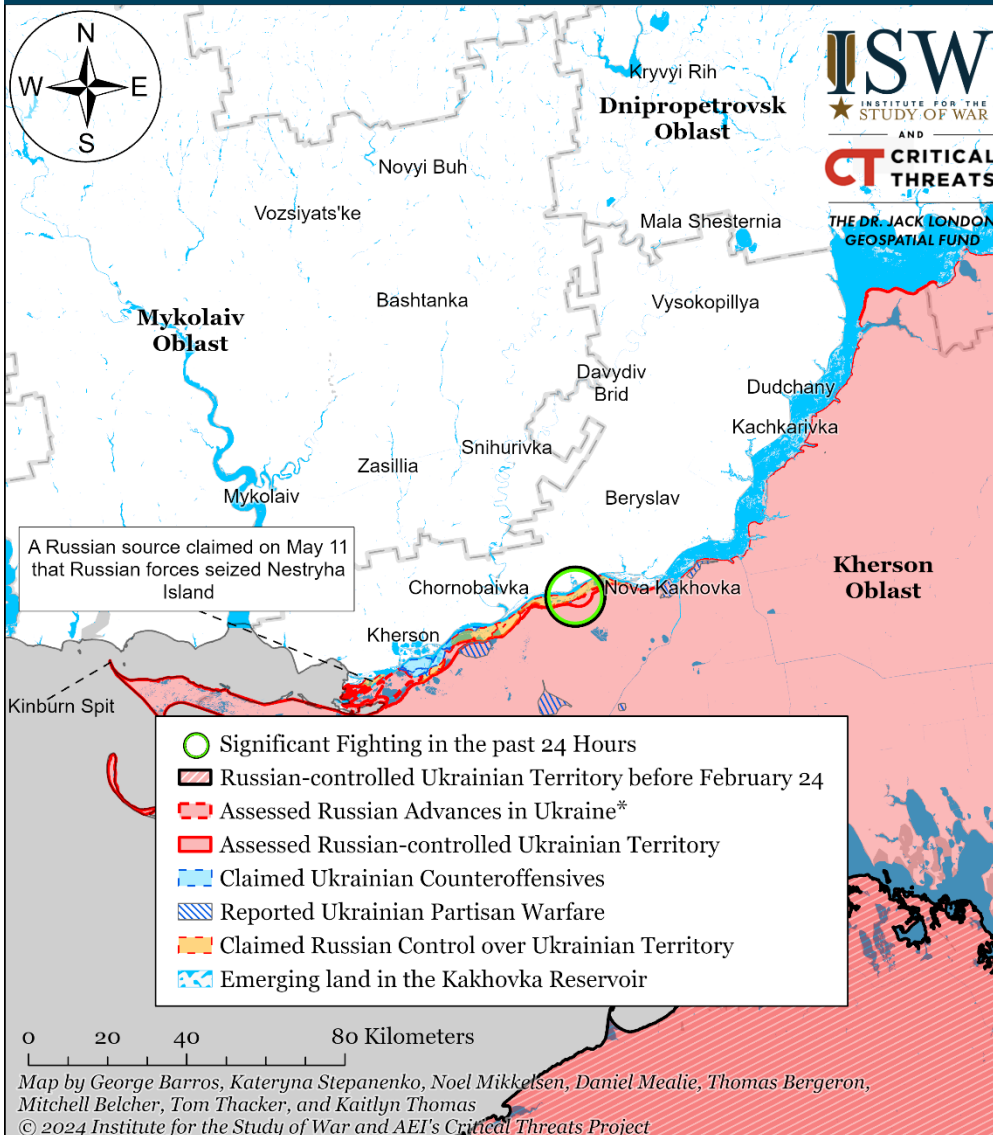 N
W E
S
ISW
INSTITUTE FOR THE
STUDY OF WAR
AND
CT CRITICAL
THREATS
THE DR. JACK LONDON
GEOSPATIAL FUND
Kryvyi Rih
Dnipropetrovsk
Oblast
Novyi Buh
Vozsiyats'ke
Mala Shesternia
Bashtanka
Vysokopillya
Mykolaiv
Oblast
Davydiv
Brid
Dudchany
Kachkarivka
Snihurivka
Zasillia
Mykolaiv
Beryslav
A Russian source claimed on May 11
that Russian forces seized Nestryha
Island
Chornobaivka
Nova Kakhovka
Kherson
Oblast
Kherson
Kinburn Spit
Significant Fighting in the past 24 Hours
Russian-controlled Ukrainian Territory before February 24
Assessed Russian Advances in Ukraine*
Assessed Russian-controlled Ukrainian Territory
Claimed Ukrainian Counteroffensives
Reported Ukrainian Partisan Warfare
Claimed Russian Control over Ukrainian Territory
Emerging land in the Kakhovka Reservoir
0 20 40 80 Kilometers
Map by George Barros, Kateryna Stepanenko, Noel Mikkelsen, Daniel Mealie, Thomas Bergeron,
Mitchell Belcher, Tom Thacker, and Kaitlyn Thomas
© 2024 Institute for the Study of War and AEI's Critical Threats Project